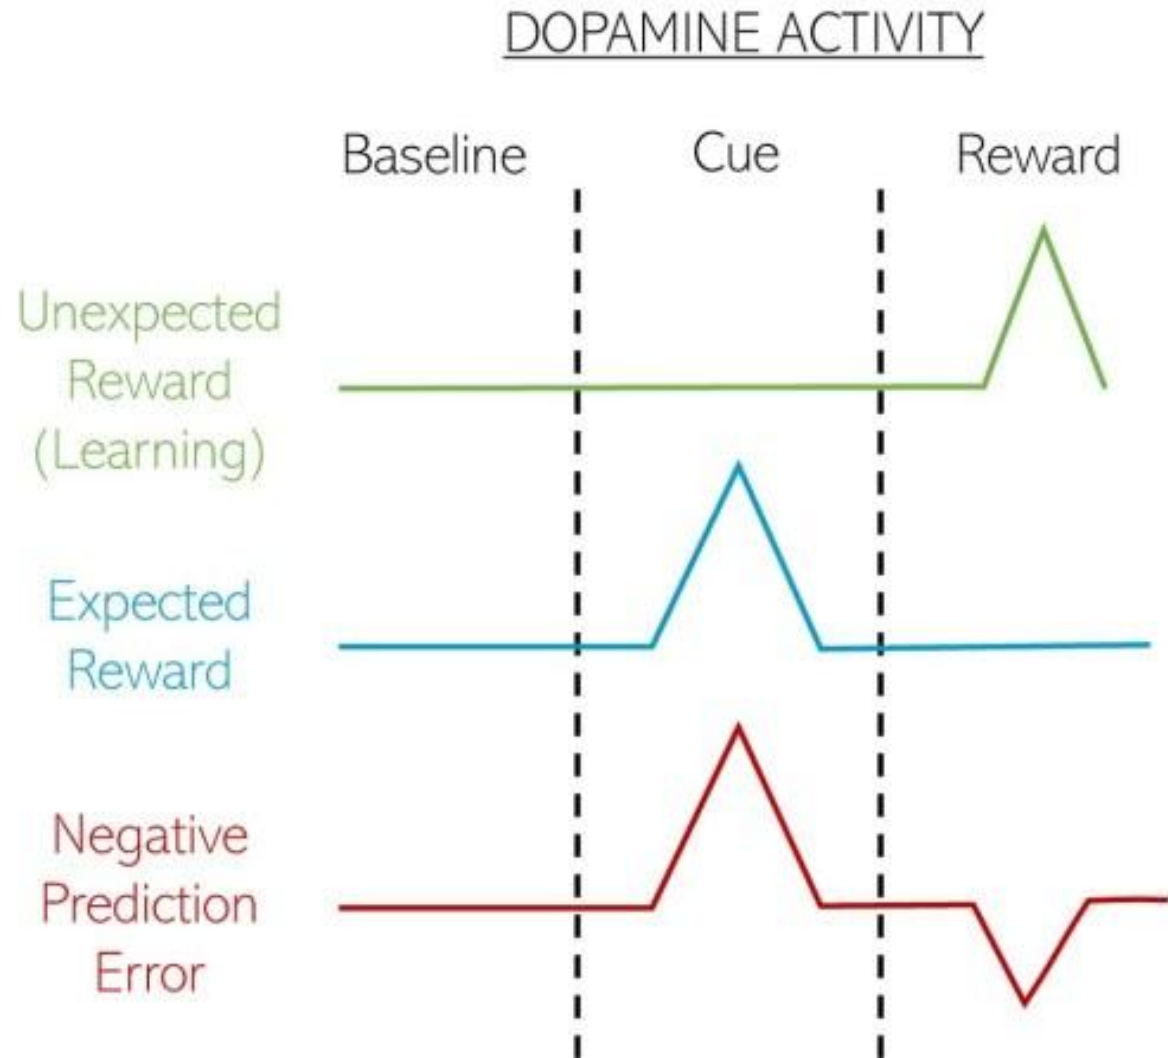 DOPAMINE ACTIVITY
Baseline
Cue
Reward
Unexpected
Reward
(Learning)
Expected
Reward
Negative
Prediction
Error